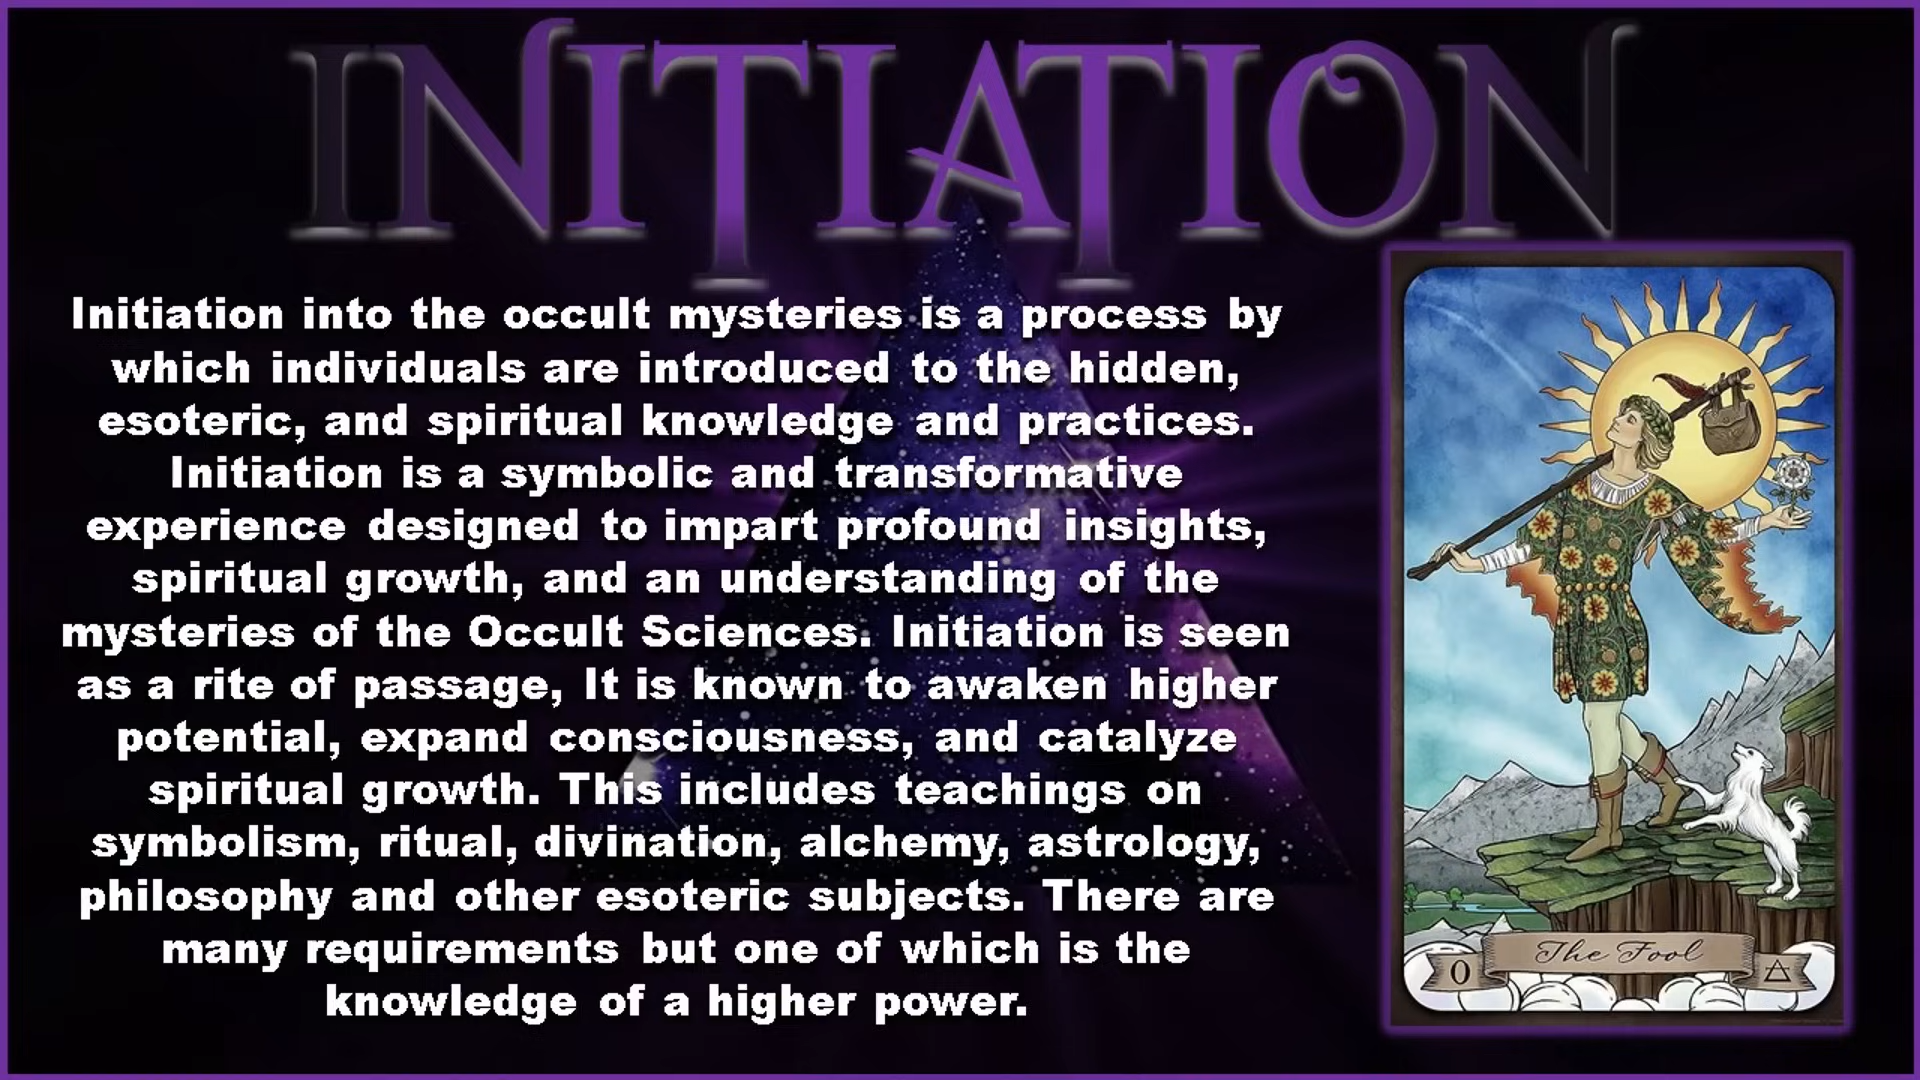 INITIATION
Initiation into the occult mysteries is a process by
which individuals are introduced to the hidden,
esoteric, and spiritual knowledge and practices.
Initiation is a symbolic and transformative
experience designed to impart profound insights,
spiritual growth, and an understanding of the
mysteries of the Occult Sciences. Initiation is seen
as a rite of passage, It is known to awaken higher
potential, expand consciousness, and catalyze
spiritual growth. This includes teachings on
symbolism, ritual, divination, alchemy, astrology,
philosophy and other esoteric subjects. There are
many requirements but one of which is the
knowledge of a higher power.
The Fool
0